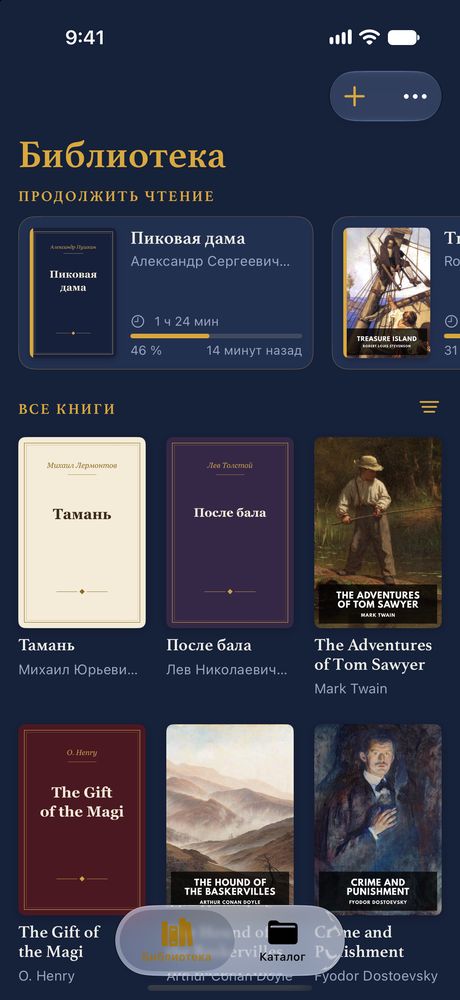 9:41
Библиотека
ПРОДОЛЖИТЬ ЧТЕНИЕ
Александр Пушкин
Пиковая
дама
Пиковая дама
Александр Сергеевич...
1 ч 24 мин
46 %
14 минут назад
TREASURE ISLAND
ROBERT LOUIS STEVENSON
31
ВСЕ КНИГИ
Михаил Лермонтов
Тамань
Лев Толстой
После бала
THE ADVENTURES
OF TOM SAWYER
MARK TWAIN
Тамань
Михаил Юрьеви...
После бала
Лев Николаевич...
The Adventures
of Tom Sawyer
Mark Twain
O. Henry
The Gift
of the Magi
THE HOUND OF
THE BASKERVILLES
ARTHUR CONAN DOYLE
CRIME AND
PUNISHMENT
FYODOR DOSTOEVSKY
The Gift of
the Magi
O. Henry
Arthur Conan Doyle
Crime and
Punishment
Fyodor Dostoevsky
Библиотека
Каталог